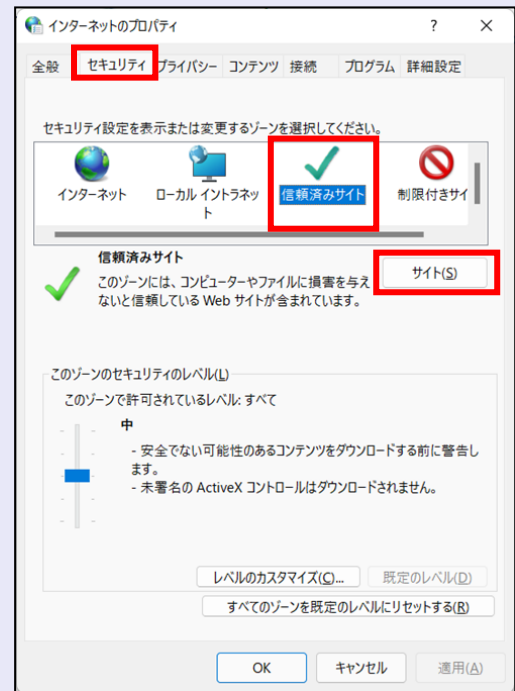 インターネットのプロパティ ? ×
全般 セキュリティ プライバシー コンテンツ 接続 プログラム 詳細設定
セキュリティ設定を表示または変更するゾーンを選択してください。
インターネット
ローカル イントラネッ
ト
信頼済みサイト
制限付きサイ
信頼済みサイト
このゾーンには、コンピューターやファイルに損害を与え
ないと信頼している Web サイトが含まれています。
サイト(S)
このゾーンのセキュリティのレベル(L)
このゾーンで許可されているレベル: すべて
中
- 安全でない可能性のあるコンテンツをダウンロードする前に警告し
ます。
- 未署名の ActiveX コントロールはダウンロードされません。
レベルのカスタマイズ(C)... 既定のレベル(D)
すべてのゾーンを既定のレベルにリセットする(R)
OK キャンセル 適用(A)